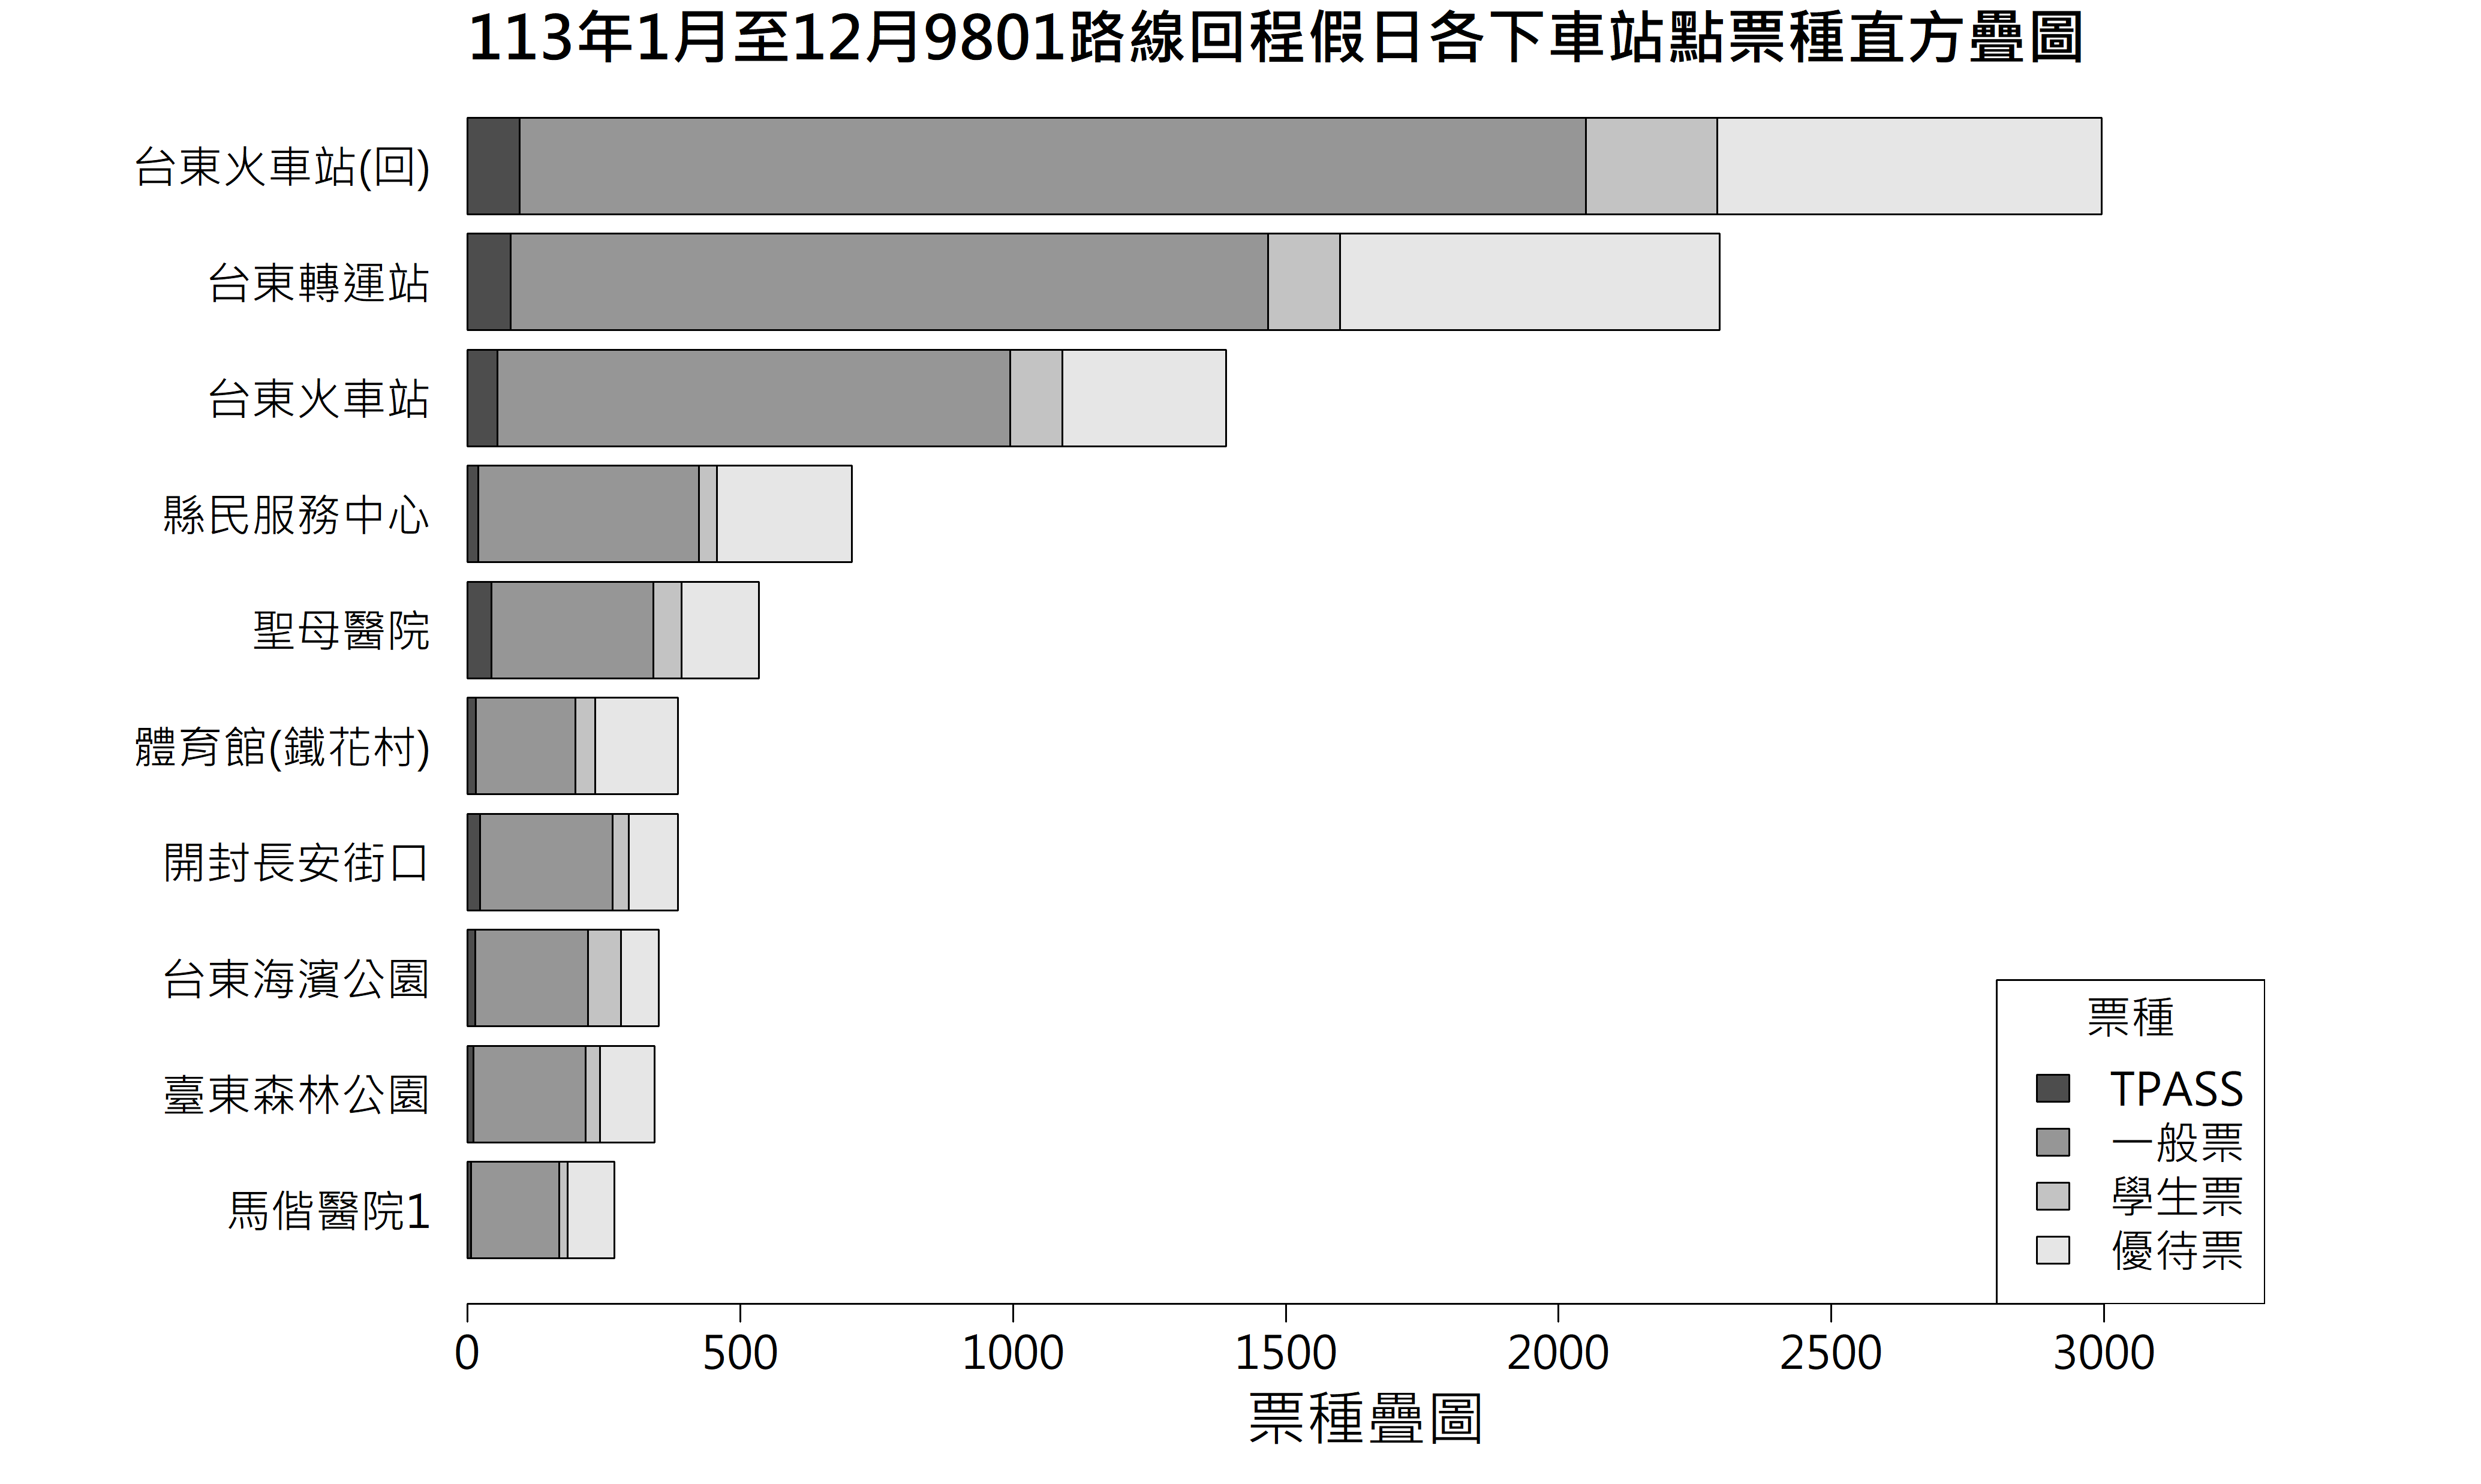 113年1月至12月9801路線回程假日各下車站點票種直方疊圖
台東火車站(回)
台東轉運站
台東火車站
縣民服務中心
聖母醫院
體育館(鐵花村)
開封長安街口
台東海濱公園
臺東森林公園
馬偕醫院1
票種
TPASS
一般票
學生票
優待票
0 500 1000 1500 2000 2500 3000
票種疊圖